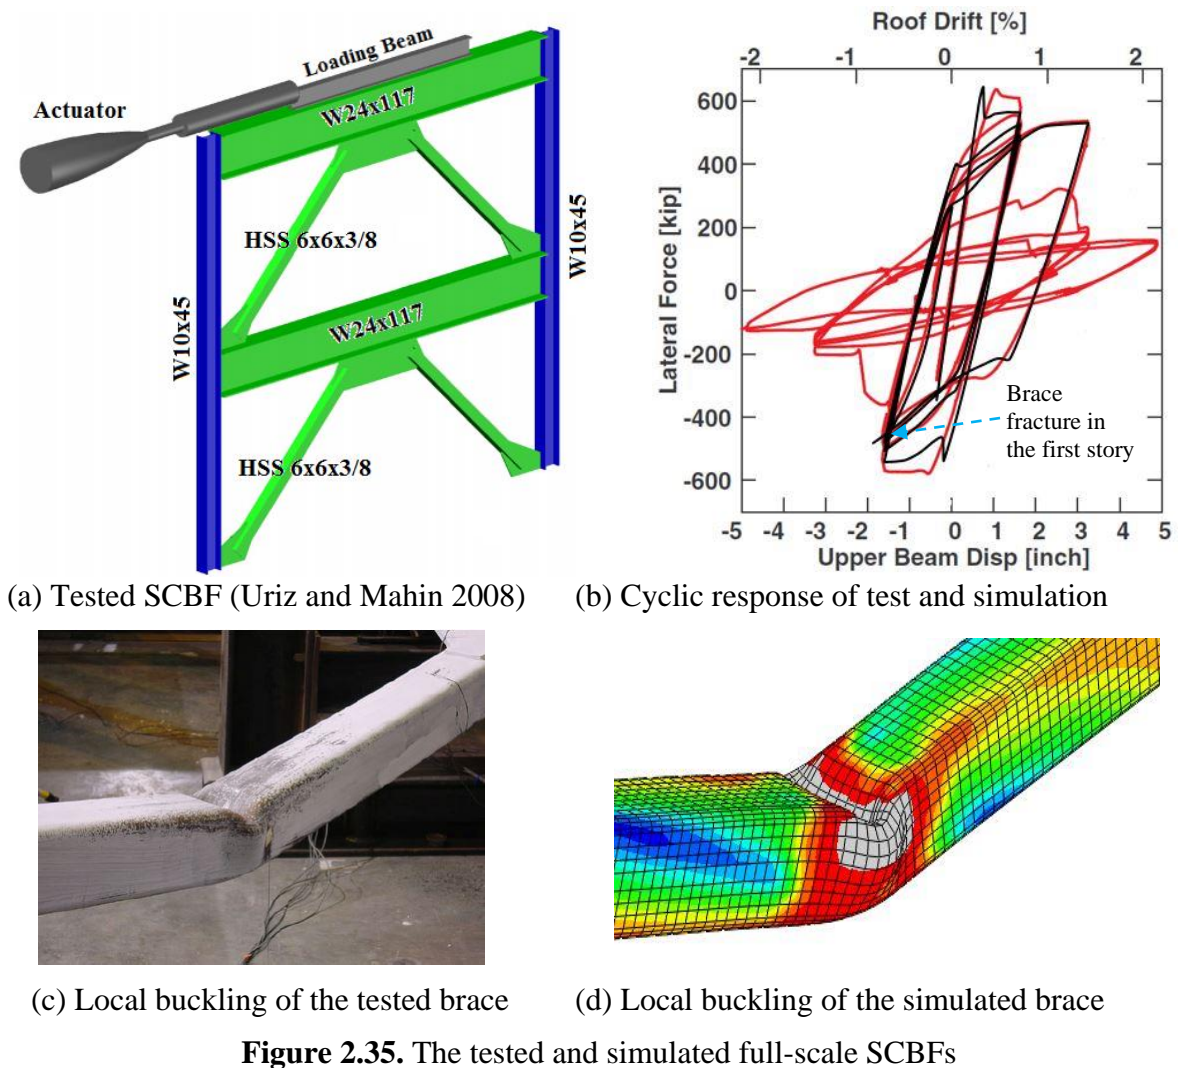 Loading Beam
Actuator
W24x117
HSS 6x6x3/8
W10x45
W10x45
W24x117
HSS 6x6x3/8
Roof Drift [%]
-2 -1 0 1 2
Lateral Force [kip]
600
400
200
0
-200
-400
-600
Brace
fracture in
the first story
-5 -4 -3 -2 -1 0 1 2 3 4 5
Upper Beam Disp [inch]
(a) Tested SCBF (Uriz and Mahin 2008)
(b) Cyclic response of test and simulation
(c) Local buckling of the tested brace
(d) Local buckling of the simulated brace
Figure 2.35. The tested and simulated full-scale SCBFs